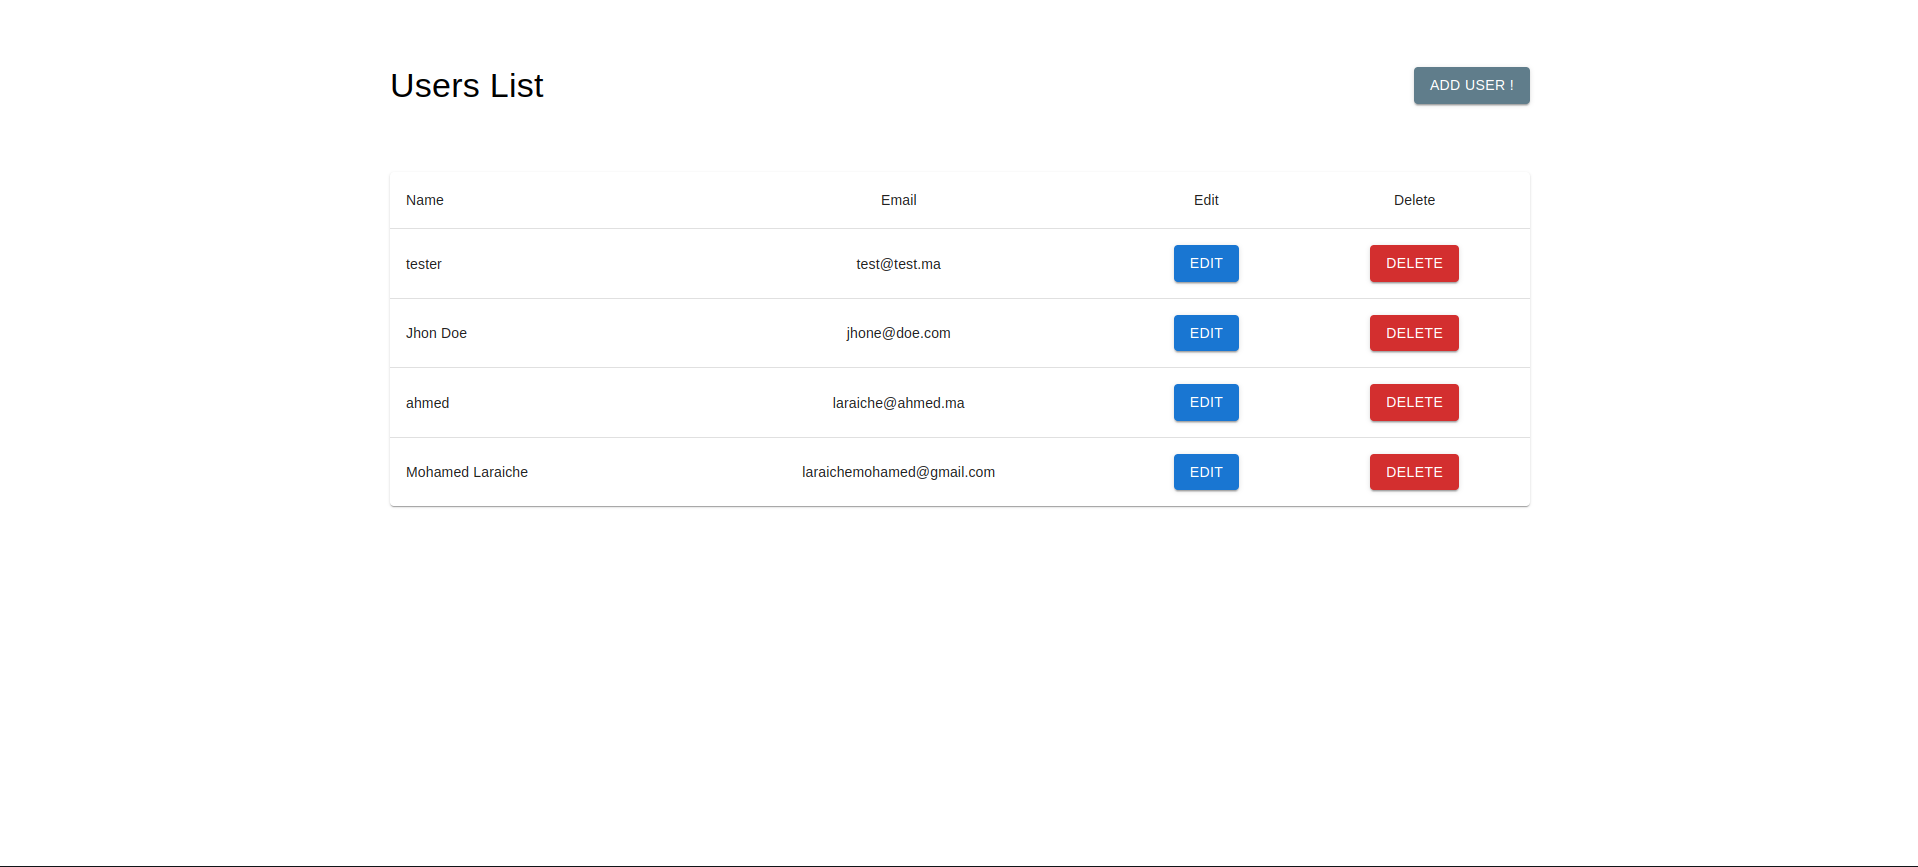 Users List
ADD USER !
Name Email Edit Delete
tester test@test.ma EDIT DELETE
Jhon Doe jhone@doe.com EDIT DELETE
ahmed laraiche@ahmed.ma EDIT DELETE
Mohamed Laraiche laraichemohamed@gmail.com EDIT DELETE